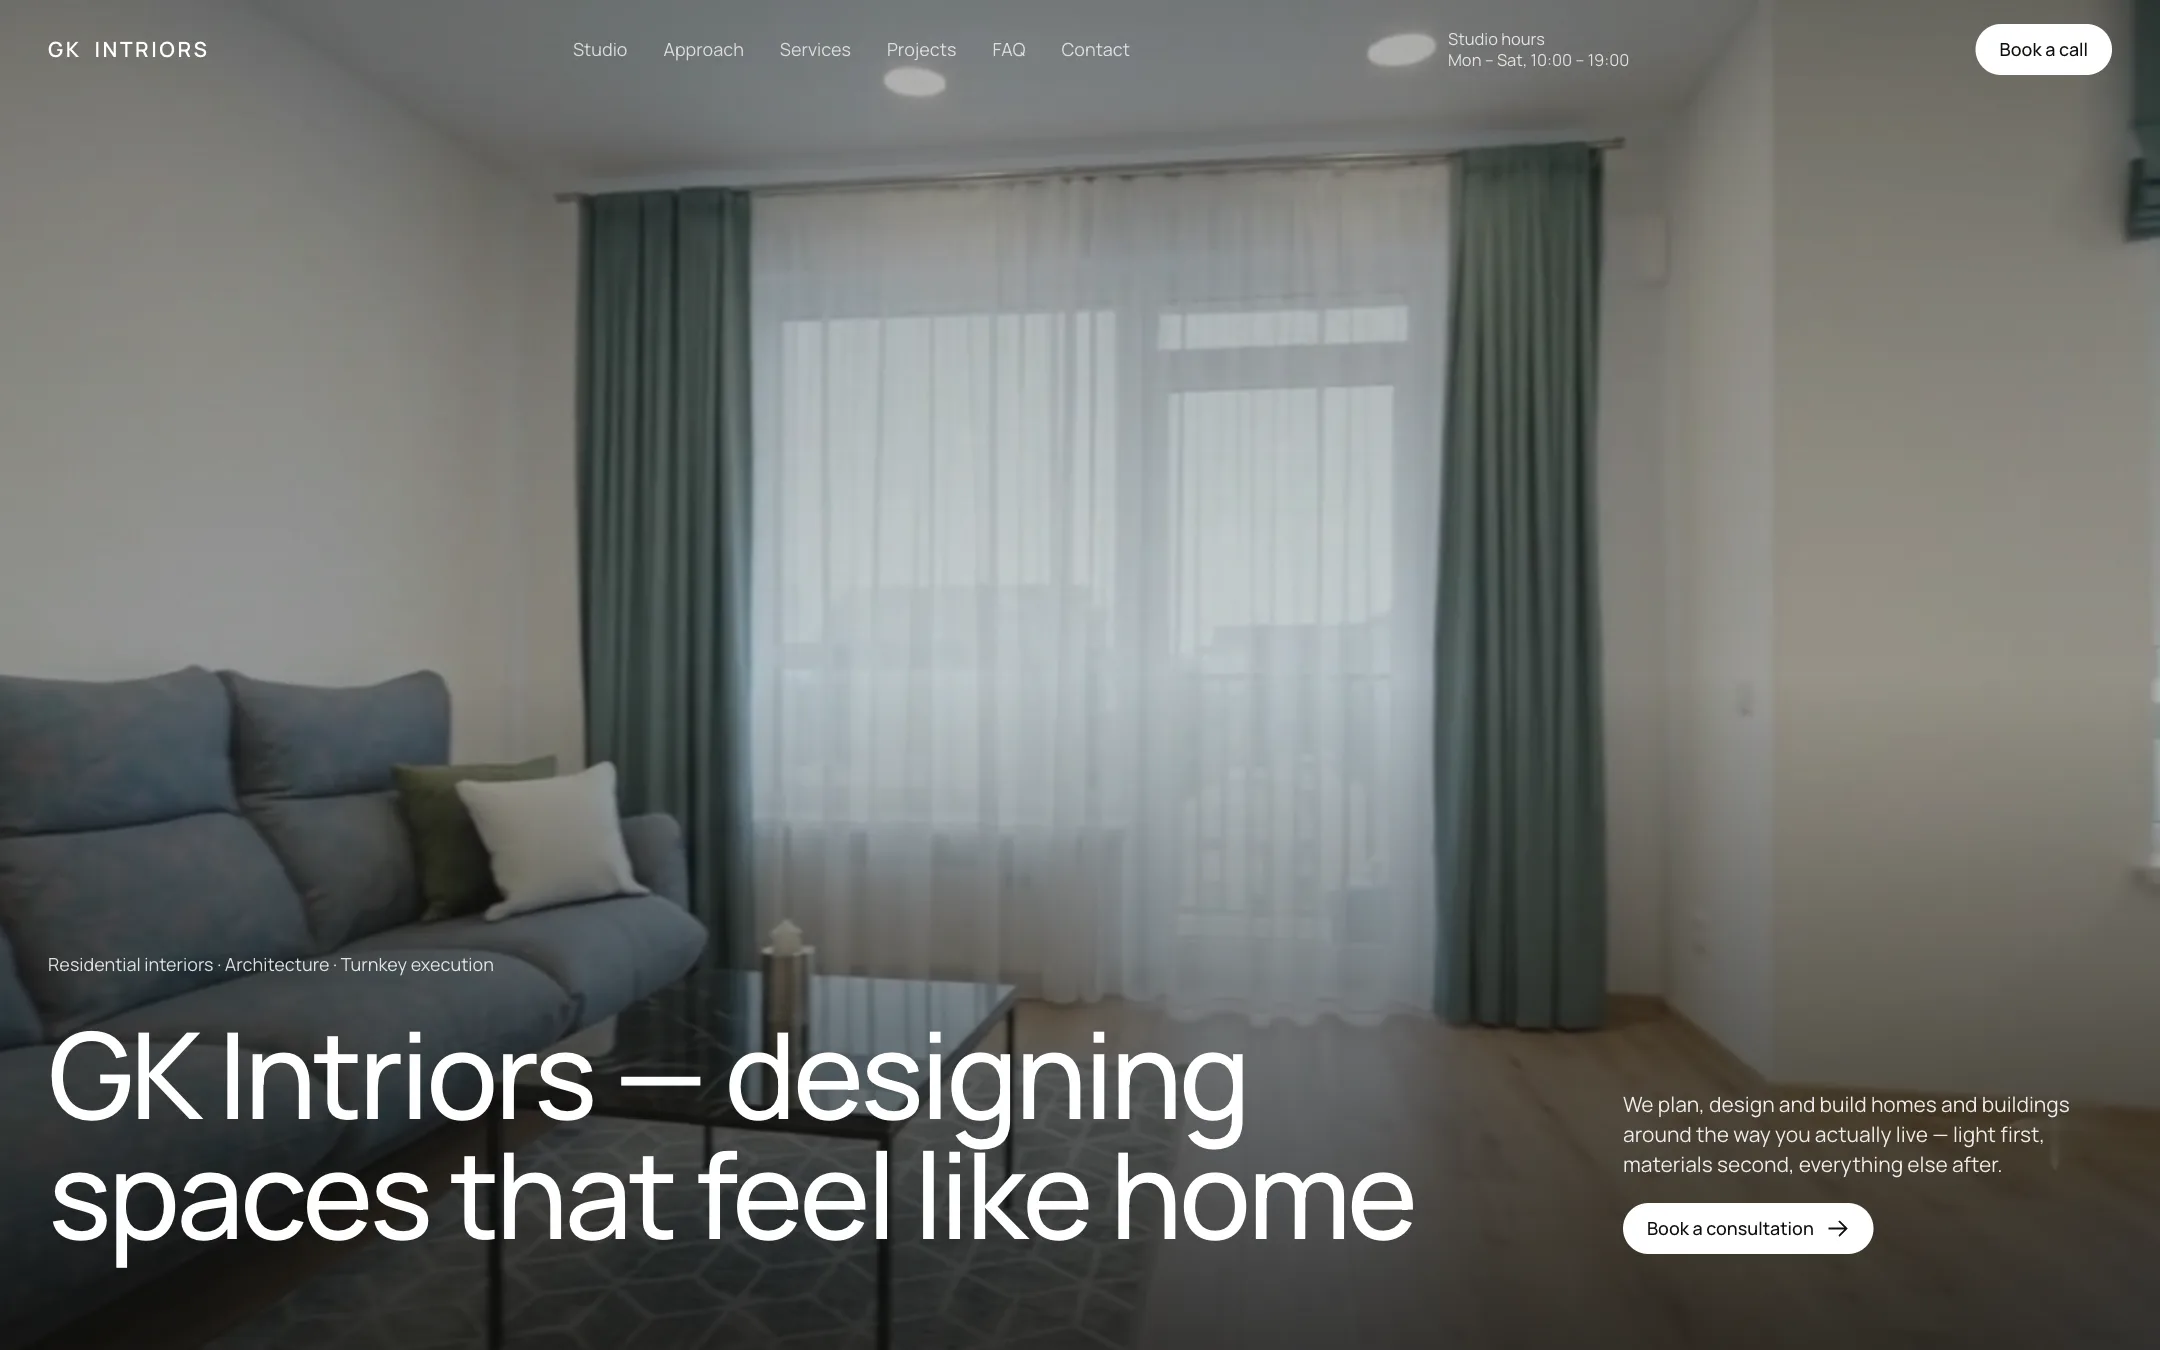 GK INTRIORS
Studio
Approach
Services
Projects
FAQ
Contact
Studio hours
Mon – Sat, 10:00 – 19:00
Book a call
Residential interiors · Architecture · Turnkey execution
GK Intriors — designing
spaces that feel like home
We plan, design and build homes and buildings
around the way you actually live — light first,
materials second, everything else after.
Book a consultation →